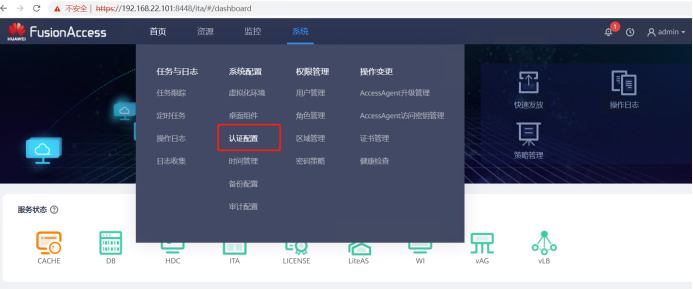 不安全 | https://192.168.22.101:8448/ita/#/dashboard
HUAWEI FusionAccess 首页 资源 监控 系统 1 admin
任务与日志 系统配置 权限管理 操作变更
任务跟踪 虚拟化环境 用户管理 AccessAgent升级管理
定时任务 桌面组件 角色管理 AccessAgent访问密钥管理
操作日志 认证配置 区域管理 证书管理
日志收集 时间管理 密码策略 健康检查
备份配置
审计配置
快速发放 操作日志
策略管理
服务状态
CACHE DB HDC ITA LICENSE LiteAS WI vAG vLB